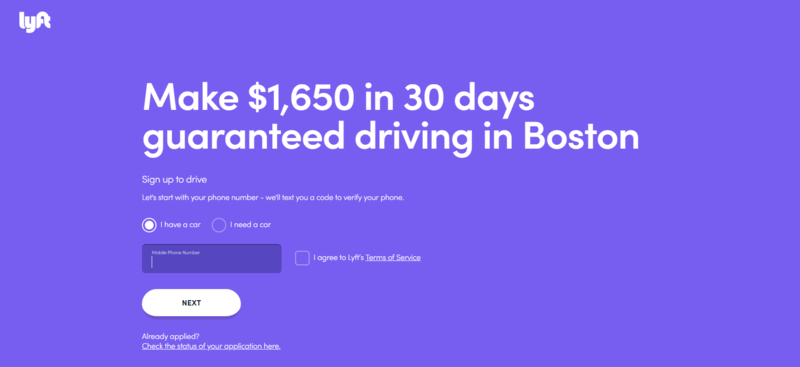 lyft
Make $1,650 in 30 days
guaranteed driving in Boston
Sign up to drive
Let's start with your phone number - we'll text you a code to verify your phone.
I have a car I need a car
Mobile Phone Number
I agree to Lyft's Terms of Service
NEXT
Already applied?
Check the status of your application here.